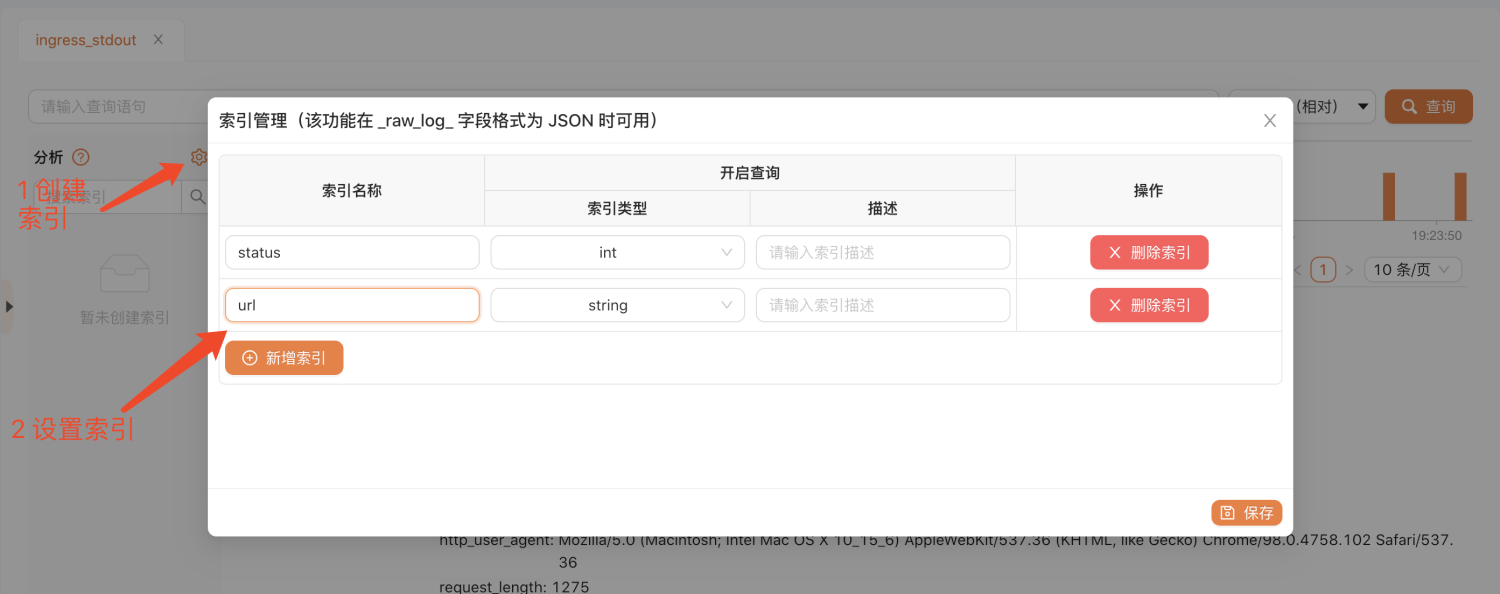 ingress_stdout
请输入查询语句
(相对)
查询
分析
1 创建
索引
搜索索引
暂未创建索引
2 设置索引
索引管理（该功能在 _raw_log_ 字段格式为 JSON 时可用）
索引名称
开启查询
操作
索引类型
描述
status
int
请输入索引描述
删除索引
url
string
请输入索引描述
删除索引
新增索引
保存
19:23:50
1
10 条/页
http_user_agent: Mozilla/5.0 (Macintosh; Intel Mac OS X 10_15_6) AppleWebKit/537.36 (KHTML, like Gecko) Chrome/98.0.4758.102 Safari/537.
36
request_length: 1275